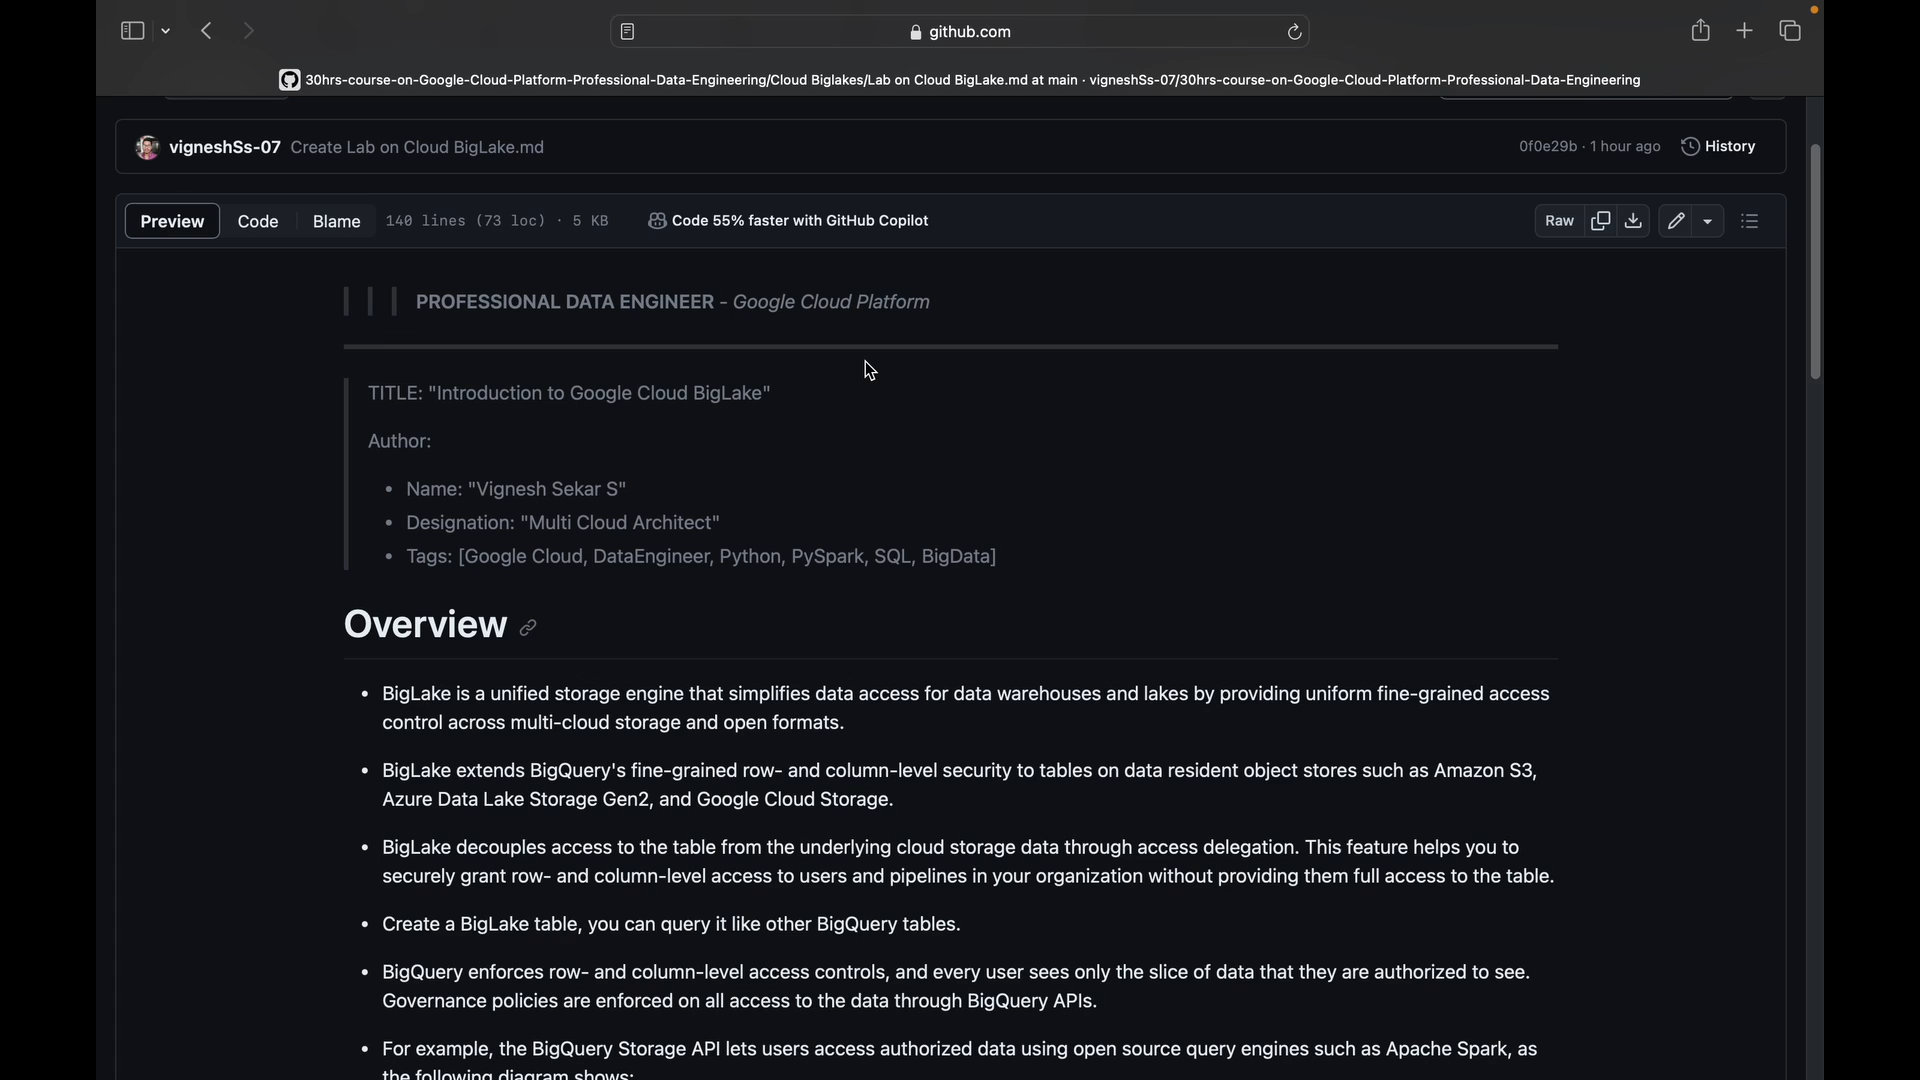 github.com
30hrs-course-on-Google-Cloud-Platform-Professional-Data-Engineering/Cloud Biglakes/Lab on Cloud BigLake.md at main · vigneshSs-07/30hrs-course-on-Google-Cloud-Platform-Professional-Data-Engineering
vigneshSs-07 Create Lab on Cloud BigLake.md 0f0e29b · 1 hour ago History
Preview Code Blame 140 lines (73 loc) · 5 KB Code 55% faster with GitHub Copilot Raw
PROFESSIONAL DATA ENGINEER - Google Cloud Platform
TITLE: "Introduction to Google Cloud BigLake"
Author:
• Name: "Vignesh Sekar S"
• Designation: "Multi Cloud Architect"
• Tags: [Google Cloud, DataEngineer, Python, PySpark, SQL, BigData]
Overview
• BigLake is a unified storage engine that simplifies data access for data warehouses and lakes by providing uniform fine-grained access
control across multi-cloud storage and open formats.
• BigLake extends BigQuery's fine-grained row- and column-level security to tables on data resident object stores such as Amazon S3,
Azure Data Lake Storage Gen2, and Google Cloud Storage.
• BigLake decouples access to the table from the underlying cloud storage data through access delegation. This feature helps you to
securely grant row- and column-level access to users and pipelines in your organization without providing them full access to the table.
• Create a BigLake table, you can query it like other BigQuery tables.
• BigQuery enforces row- and column-level access controls, and every user sees only the slice of data that they are authorized to see.
Governance policies are enforced on all access to the data through BigQuery APIs.
• For example, the BigQuery Storage API lets users access authorized data using open source query engines such as Apache Spark, as
the following diagram shows: